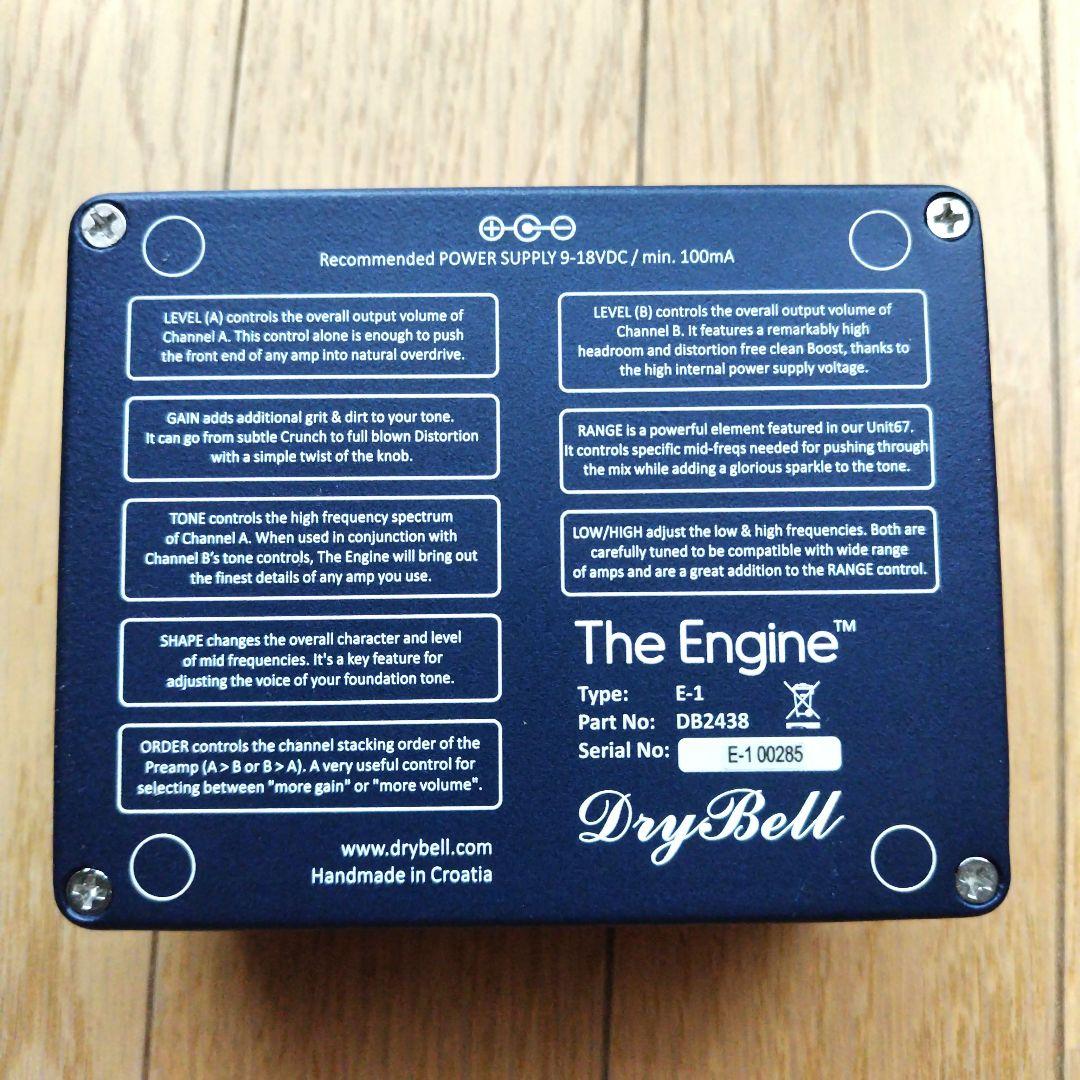 Recommended POWER SUPPLY 9-18VDC / min. 100mA
LEVEL (A) controls the overall output volume of
Channel A. This control alone is enough to push
the front end of any amp into natural overdrive.
GAIN adds additional grit & dirt to your tone.
It can go from subtle Crunch to full blown Distortion
with a simple twist of the knob.
TONE controls the high frequency spectrum
of Channel A. When used in conjunction with
Channel B's tone controls, The Engine will bring out
the finest details of any amp you use.
SHAPE changes the overall character and level
of mid frequencies. It's a key feature for
adjusting the voice of your foundation tone.
ORDER controls the channel stacking order of the
Preamp (A > B or B > A). A very useful control for
selecting between "more gain" or "more volume".
www.drybell.com
Handmade in Croatia
LEVEL (B) controls the overall output volume of
Channel B. It features a remarkably high
headroom and distortion free clean Boost, thanks to
the high internal power supply voltage.
RANGE is a powerful element featured in our Unit67.
It controls specific mid-freqs needed for pushing through
the mix while adding a glorious sparkle to the tone.
LOW/HIGH adjust the low & high frequencies. Both are
carefully tuned to be compatible with wide range
of amps and are a great addition to the RANGE control.
The Engine™
Type: E-1
Part No: DB2438
Serial No: E-1 00285
DryBell